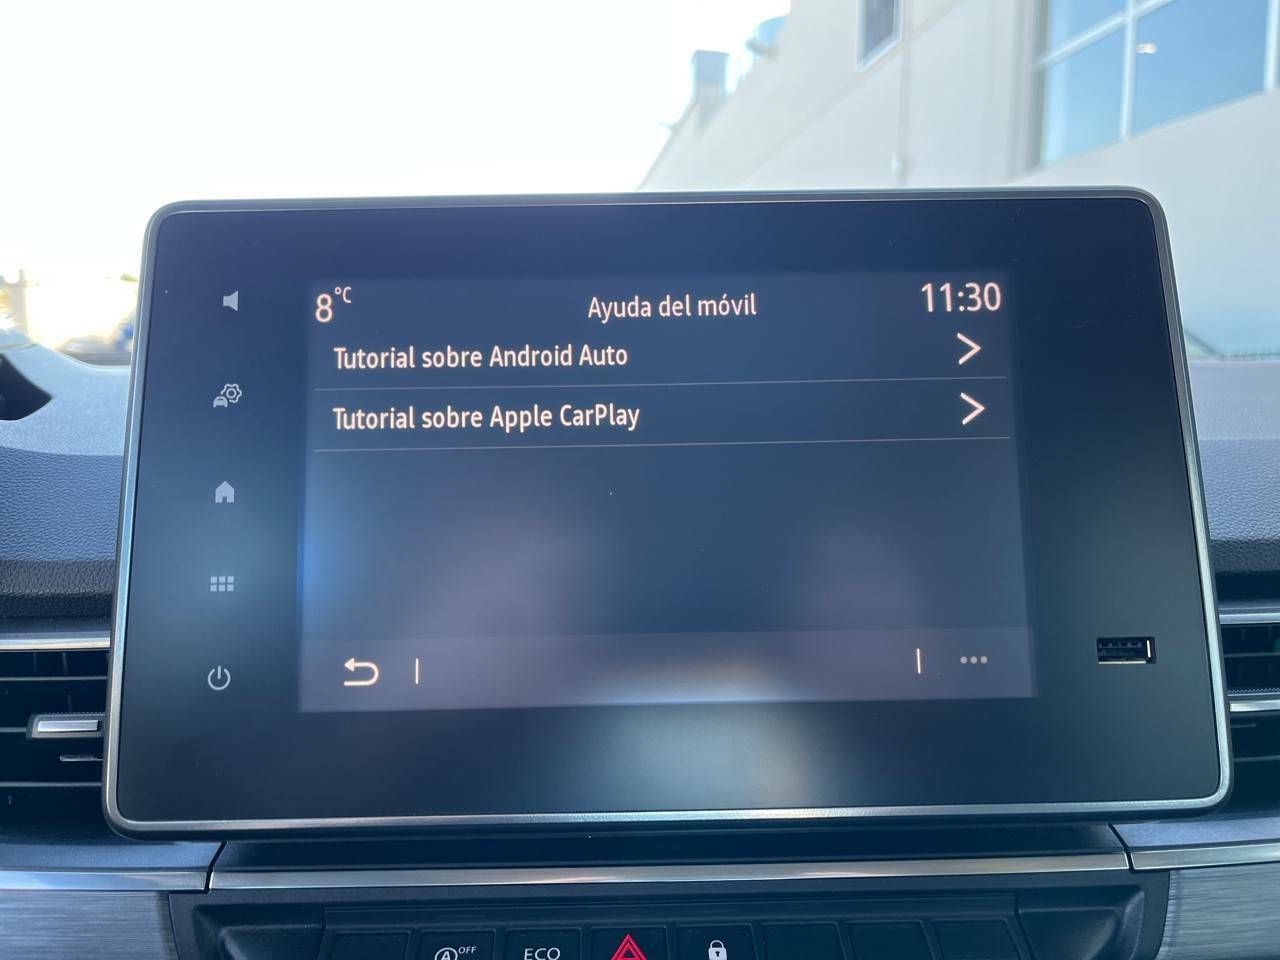 8°C
Ayuda del móvil
11:30
Tutorial sobre Android Auto
Tutorial sobre Apple CarPlay
A OFF
ECO